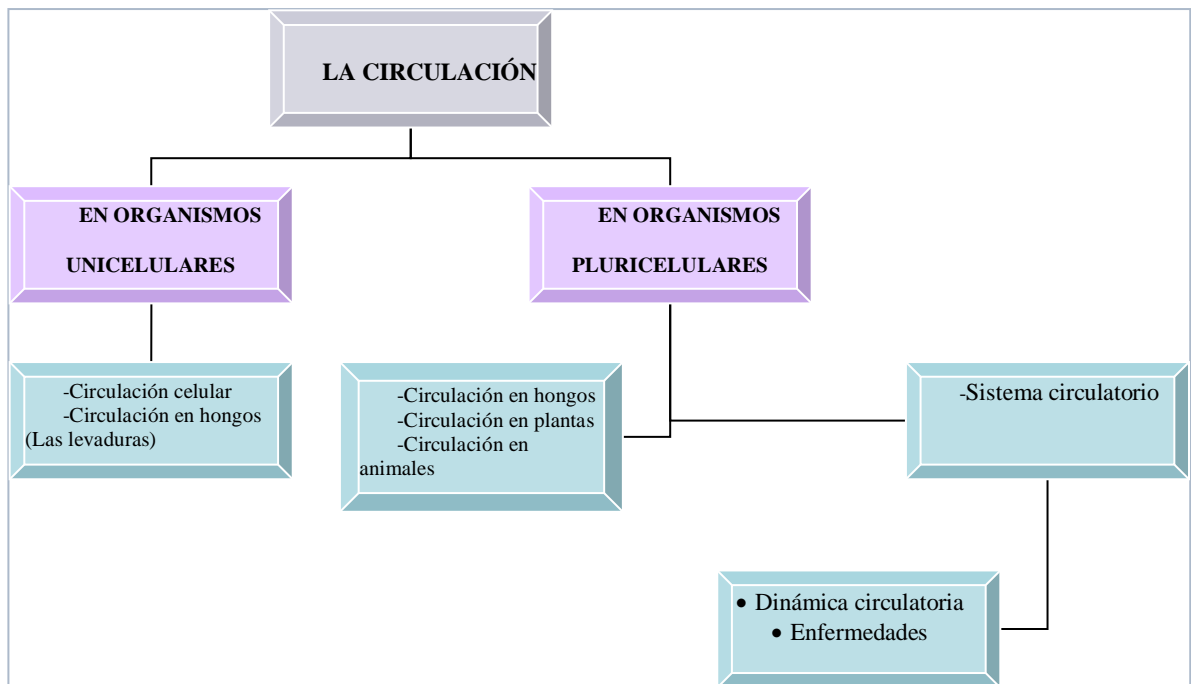 LA CIRCULACIÓN
EN ORGANISMOS
UNICELULARES
EN ORGANISMOS
PLURICELULARES
-Circulación celular
-Circulación en hongos
(Las levaduras)
-Circulación en hongos
-Circulación en plantas
-Circulación en
animales
-Sistema circulatorio
• Dinámica circulatoria
• Enfermedades